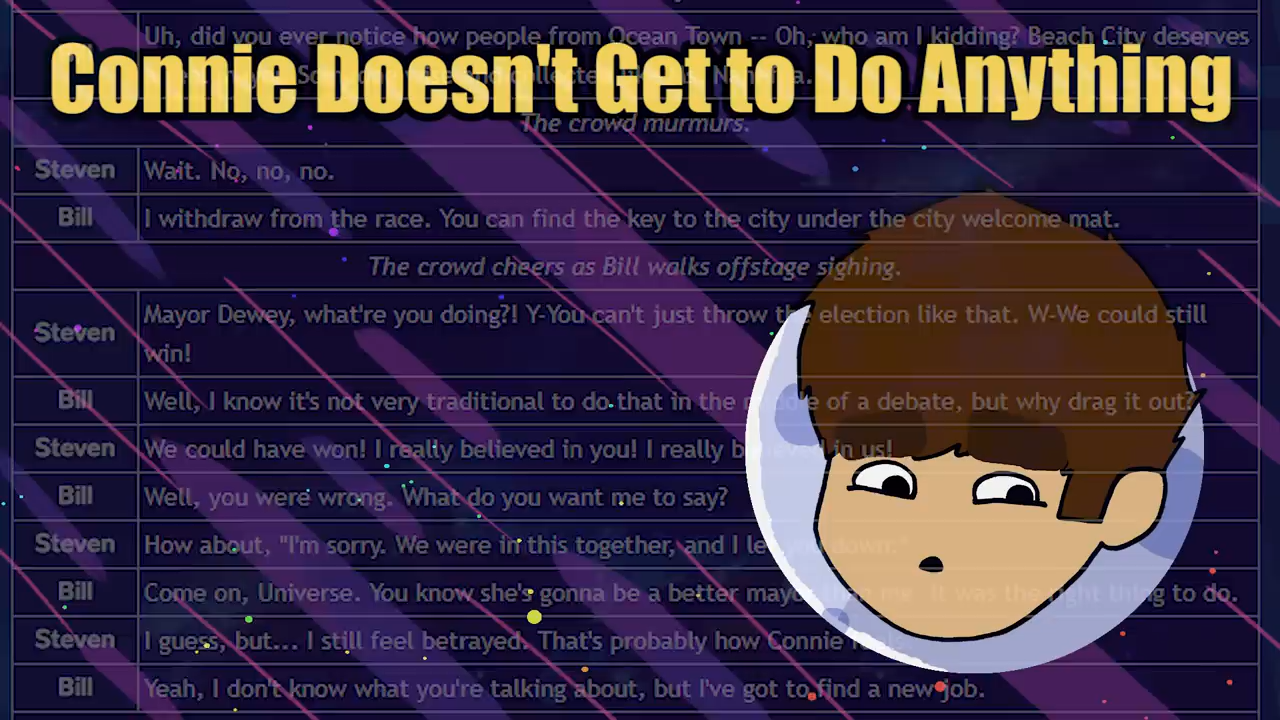 Uh, did you ever notice how people from Ocean Town -- Oh, who am I kidding? Beach City deserves
Connie Doesn't Get to Do Anything
The crowd murmurs.
Steven Wait. No, no, no.
Bill I withdraw from the race. You can find the key to the city under the city welcome mat.
The crowd cheers as Bill walks offstage sighing.
Steven Mayor Dewey, what're you doing?! Y-You can't just throw the election like that. W-We could still
win!
Bill Well, I know it's not very traditional to do that in the middle of a debate, but why drag it out?
Steven We could have won! I really believed in you! I really believed in us!
Bill Well, you were wrong. What do you want me to say?
Steven How about, "I'm sorry. We were in this together, and I let you down."
Bill Come on, Universe. You know she's gonna be a better mayor than me. It was the right thing to do.
Steven I guess, but... I still feel betrayed. That's probably how Connie feels.
Bill Yeah, I don't know what you're talking about, but I've got to find a new job.